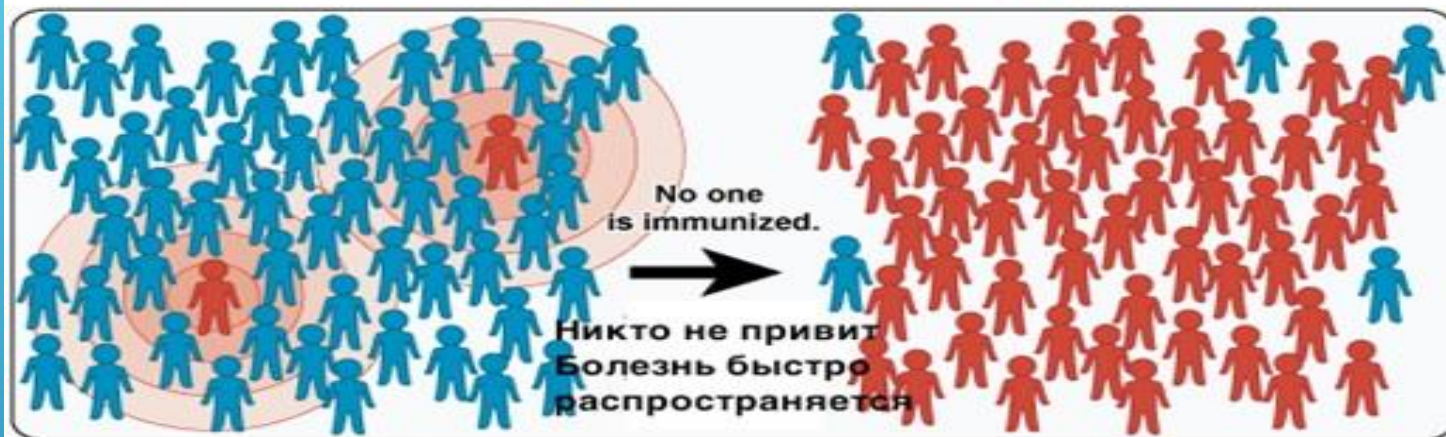 No one
is immunized.
Никто не привит
Болезнь быстро
распространяется